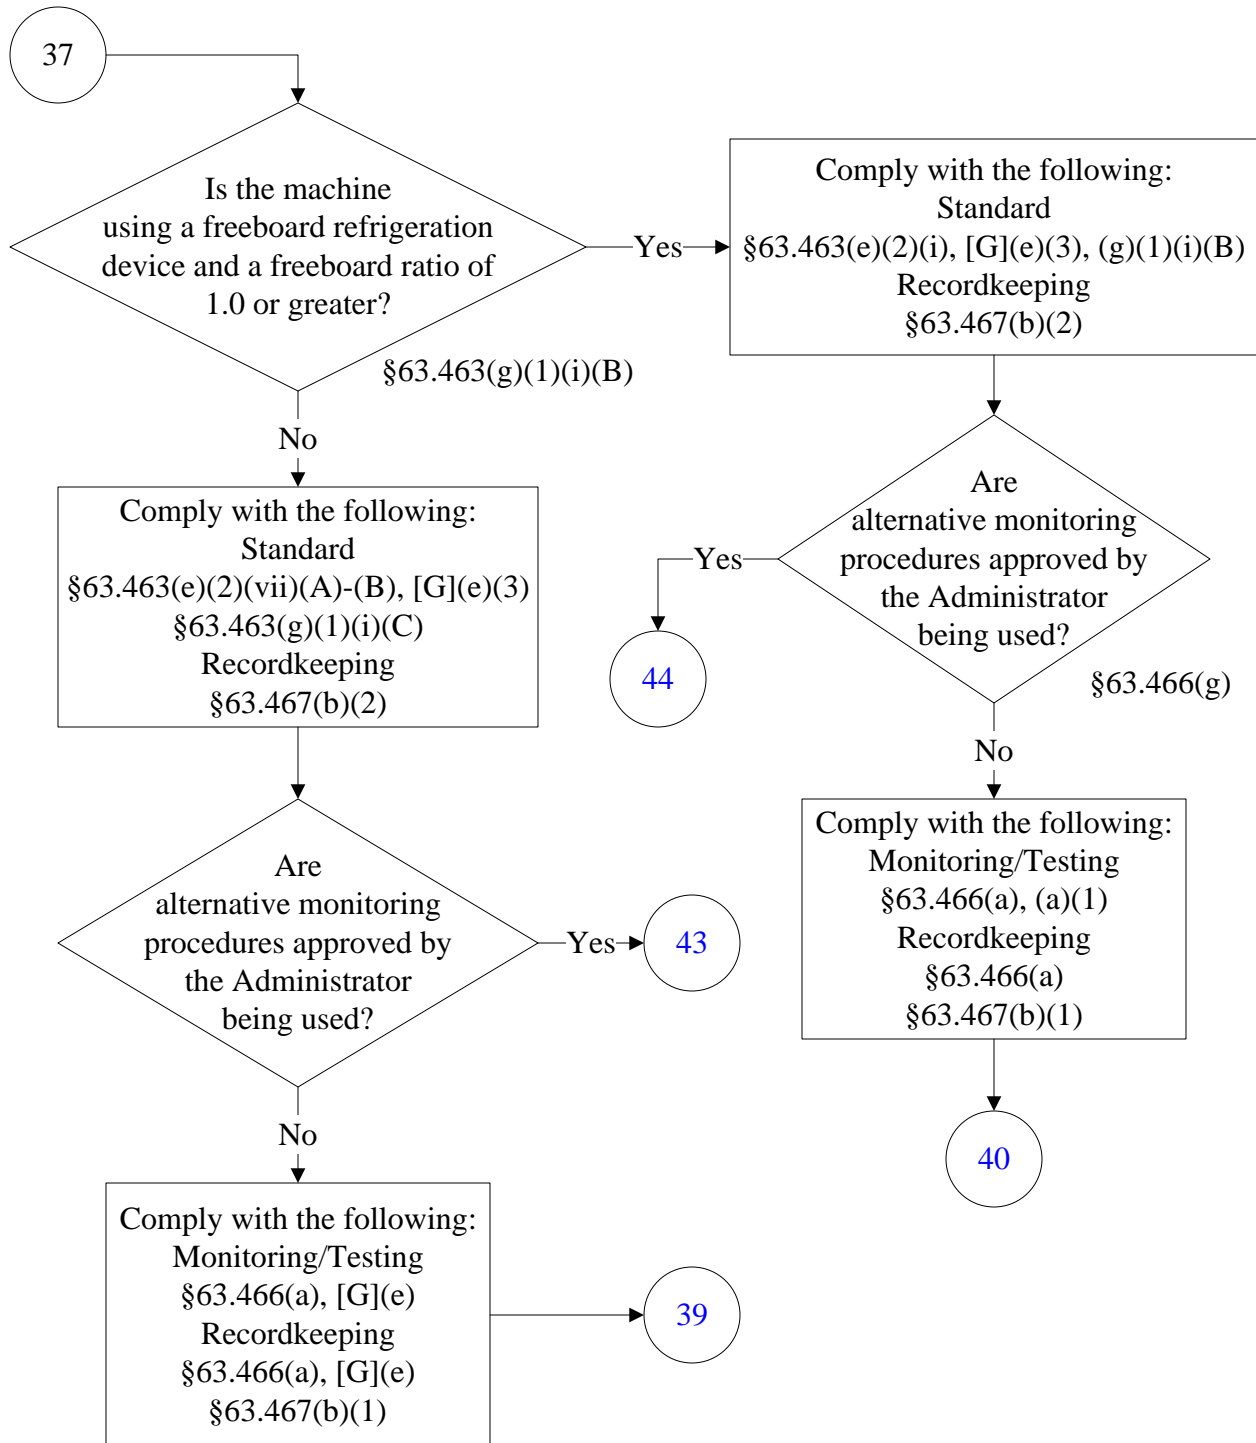 37
Is the machine
using a freeboard refrigeration
device and a freeboard ratio of
1.0 or greater?
§63.463(g)(1)(i)(B)
Yes
Comply with the following:
Standard
§63.463(e)(2)(i), [G](e)(3), (g)(1)(i)(B)
Recordkeeping
§63.467(b)(2)
Are
alternative monitoring
procedures approved by
the Administrator
being used?
§63.466(g)
Yes
44
No
Comply with the following:
Monitoring/Testing
§63.466(a), (a)(1)
Recordkeeping
§63.466(a)
§63.467(b)(1)
40
No
Comply with the following:
Standard
§63.463(e)(2)(vii)(A)-(B), [G](e)(3)
§63.463(g)(1)(i)(C)
Recordkeeping
§63.467(b)(2)
Are
alternative monitoring
procedures approved by
the Administrator
being used?
Yes
43
No
Comply with the following:
Monitoring/Testing
§63.466(a), [G](e)
Recordkeeping
§63.466(a), [G](e)
§63.467(b)(1)
39